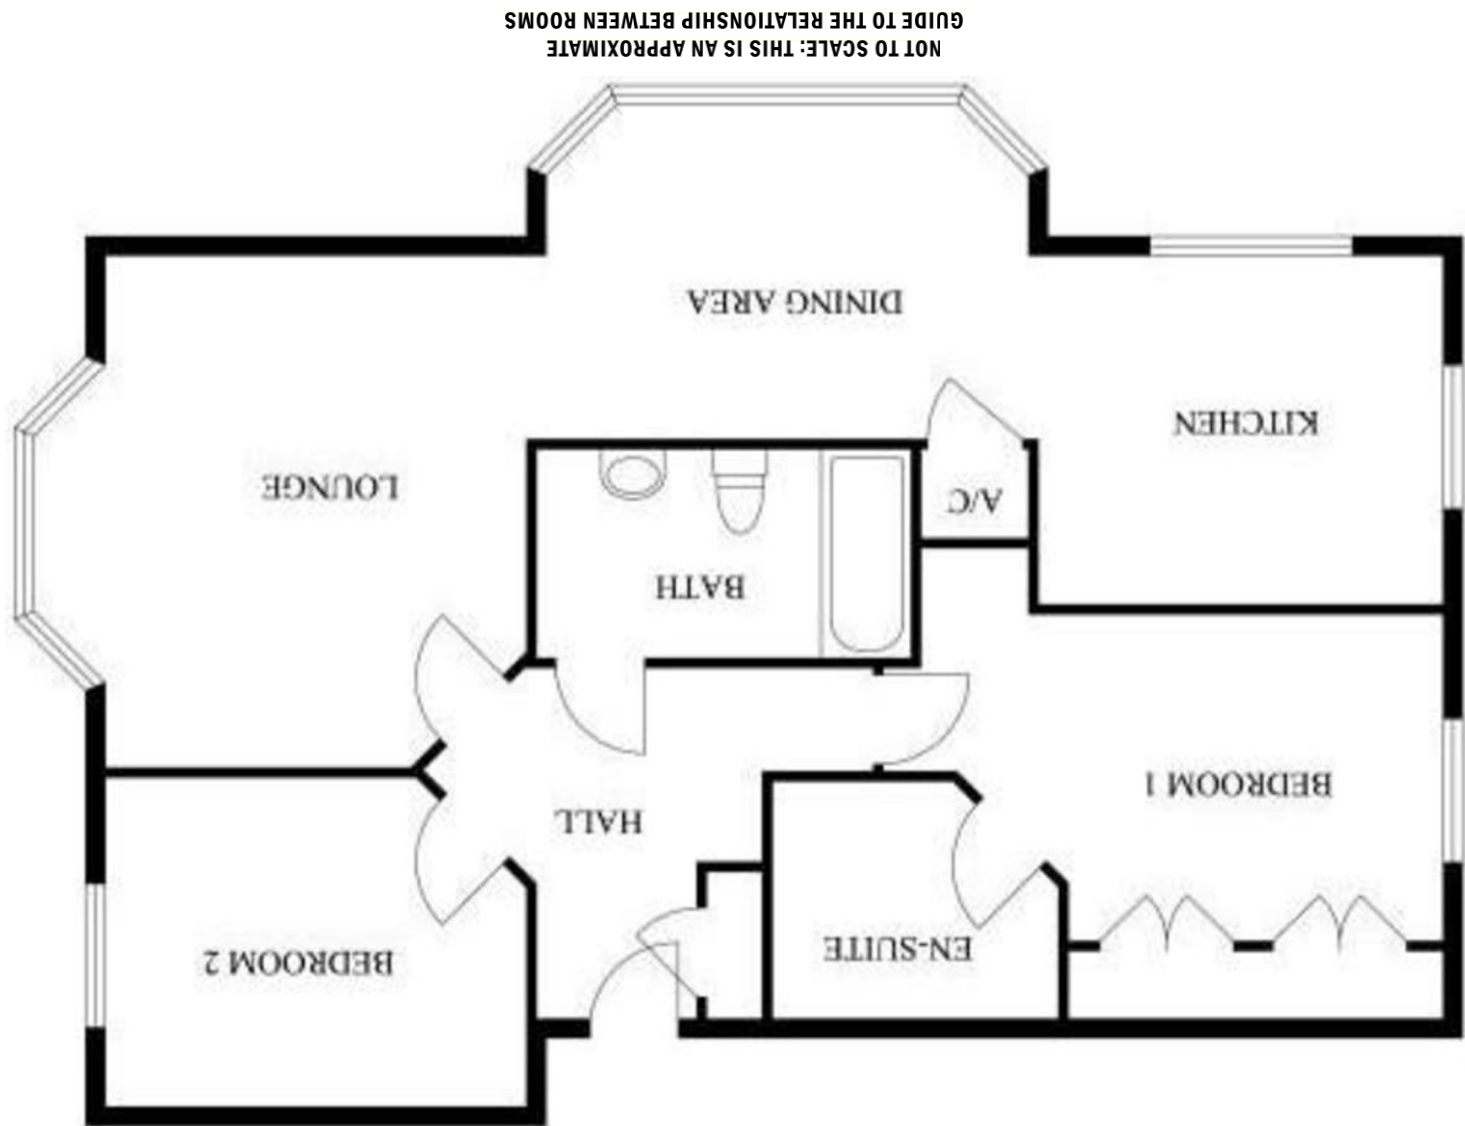 BEDROOM 2
EN-SUITE
HALL
BEDROOM 1
BATH
A/C
LOUNGE
KITCHEN
DINING AREA
NOT TO SCALE: THIS IS AN APPROXIMATE
GUIDE TO THE RELATIONSHIP BETWEEN ROOMS